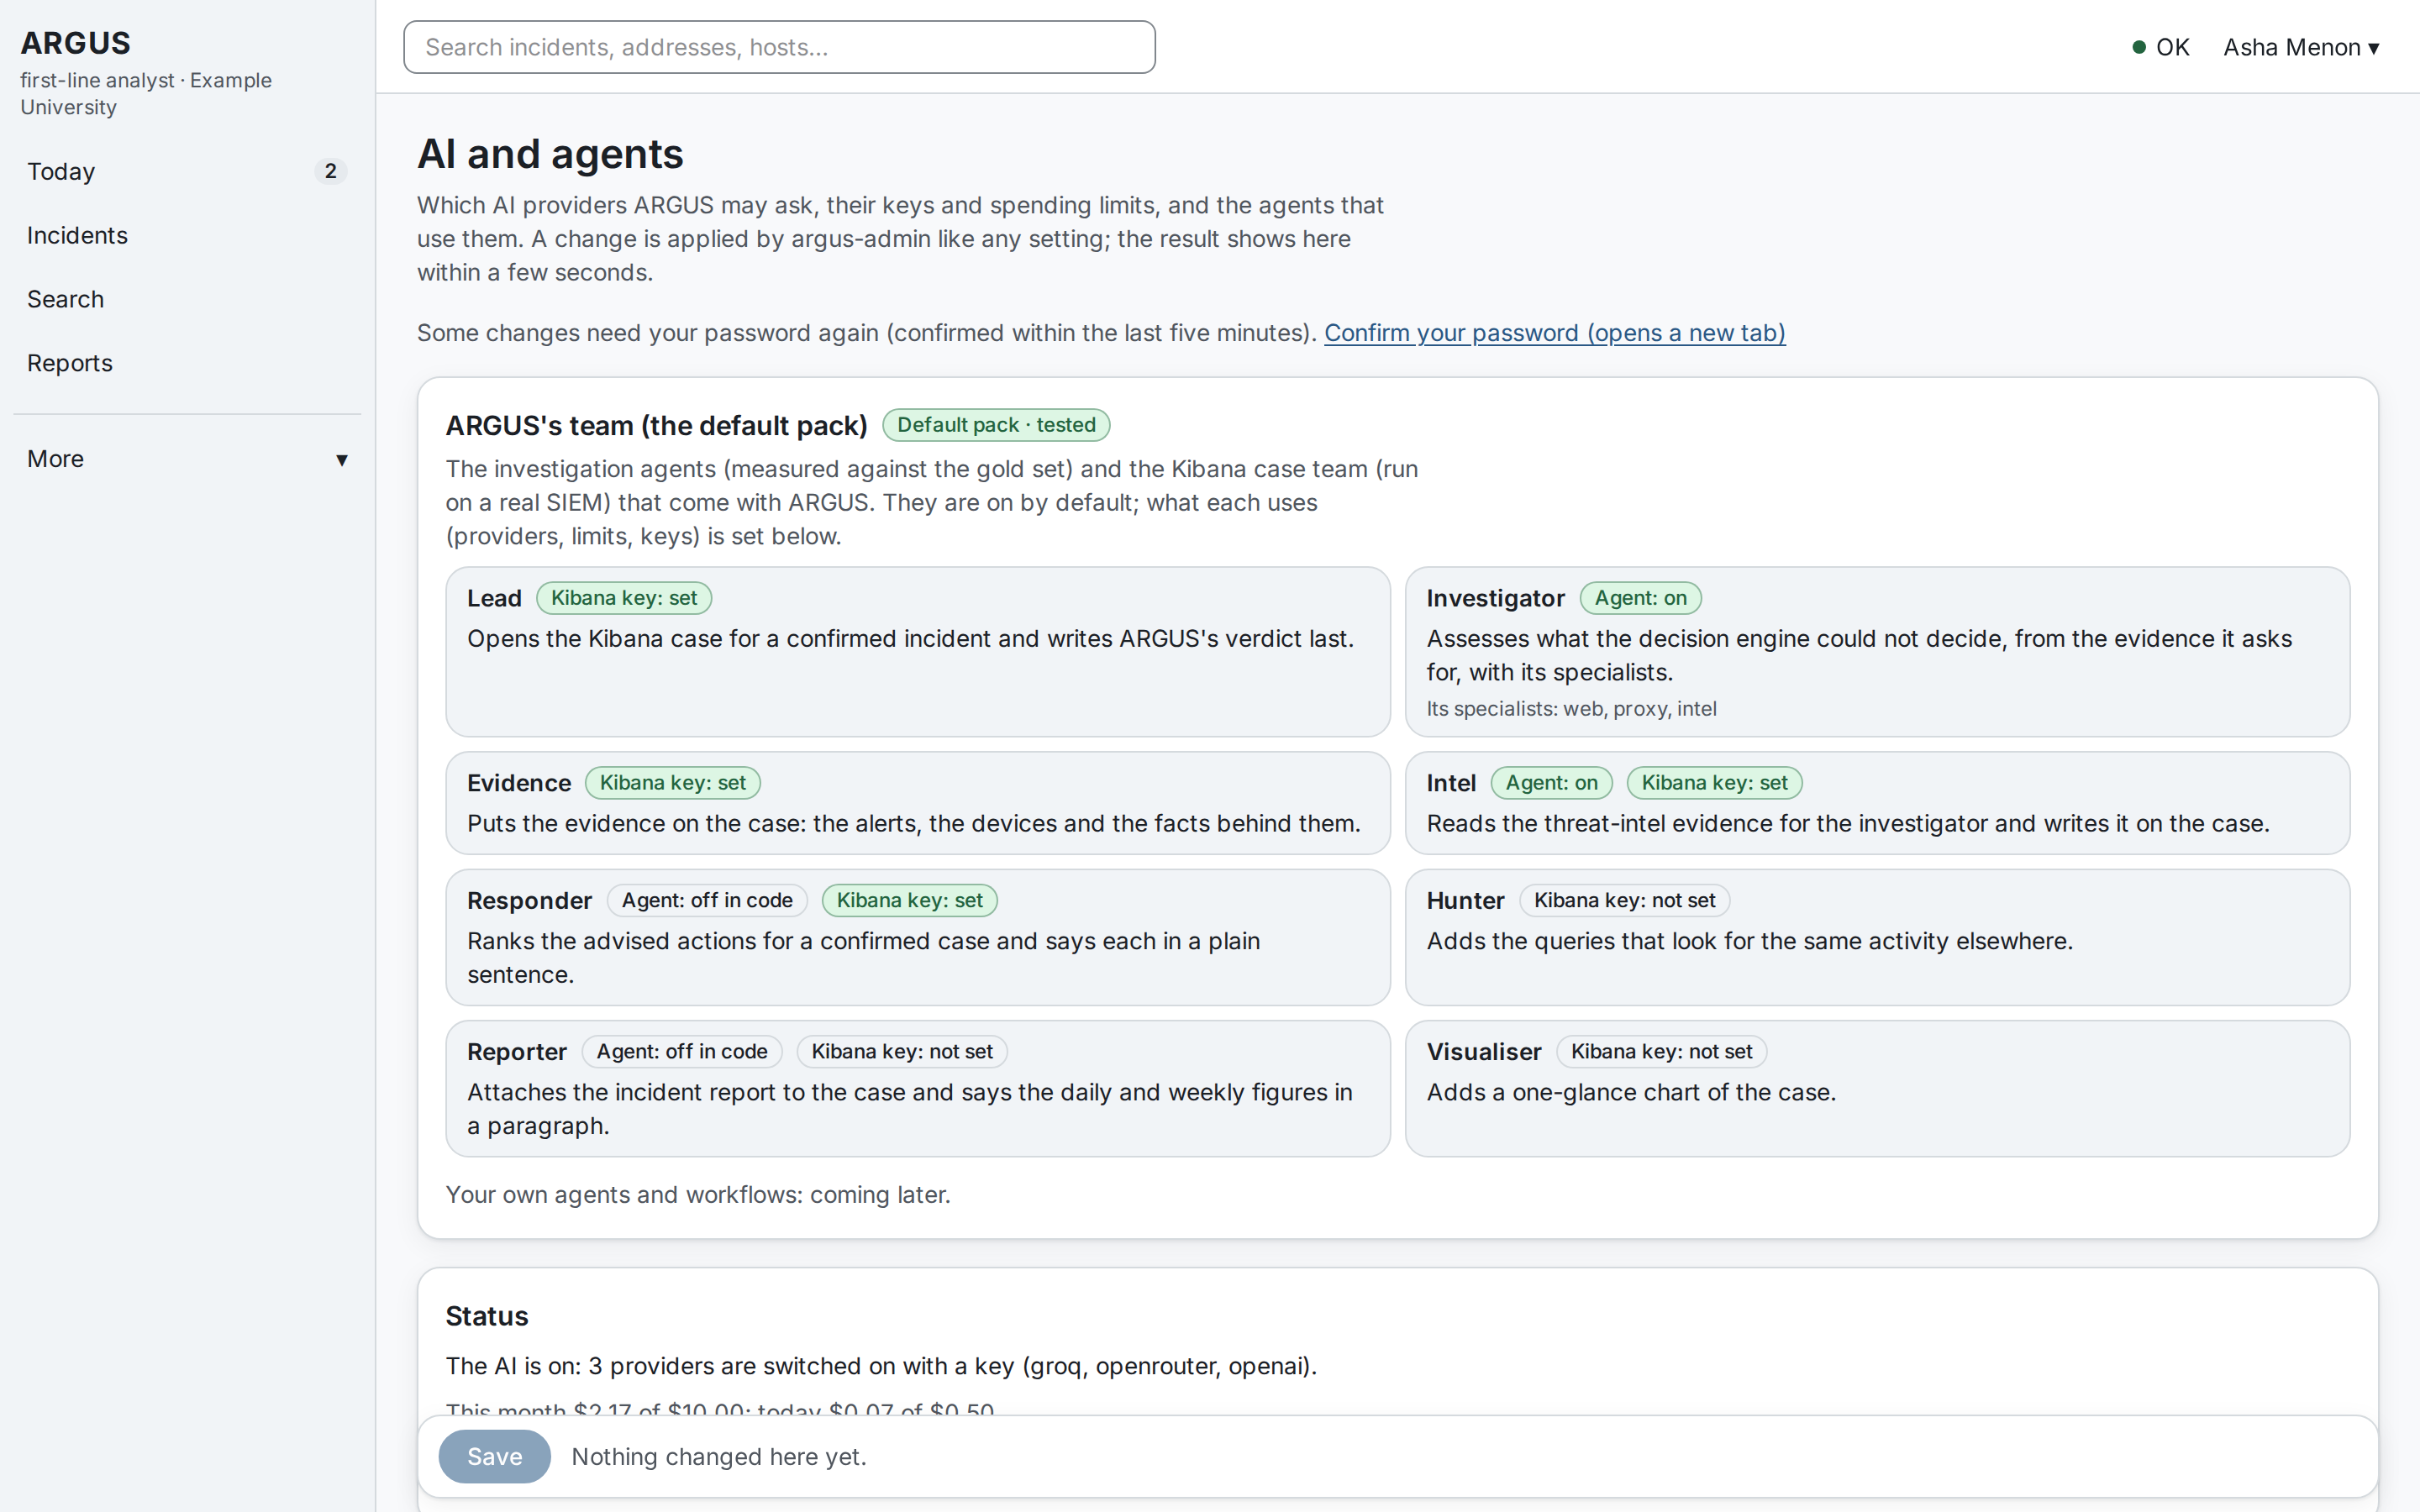 ARGUS
first-line analyst · Example
University
Today 2
Incidents
Search
Reports
More ▾
Search incidents, addresses, hosts...
OK
Asha Menon ▾
AI and agents
Which AI providers ARGUS may ask, their keys and spending limits, and the agents that
use them. A change is applied by argus-admin like any setting; the result shows here
within a few seconds.
Some changes need your password again (confirmed within the last five minutes). Confirm your password (opens a new tab)
ARGUS's team (the default pack) Default pack · tested
The investigation agents (measured against the gold set) and the Kibana case team (run
on a real SIEM) that come with ARGUS. They are on by default; what each uses
(providers, limits, keys) is set below.
Lead Kibana key: set
Opens the Kibana case for a confirmed incident and writes ARGUS's verdict last.
Investigator Agent: on
Assesses what the decision engine could not decide, from the evidence it asks
for, with its specialists.
Its specialists: web, proxy, intel
Evidence Kibana key: set
Puts the evidence on the case: the alerts, the devices and the facts behind them.
Intel Agent: on Kibana key: set
Reads the threat-intel evidence for the investigator and writes it on the case.
Responder Agent: off in code Kibana key: set
Ranks the advised actions for a confirmed case and says each in a plain
sentence.
Hunter Kibana key: not set
Adds the queries that look for the same activity elsewhere.
Reporter Agent: off in code Kibana key: not set
Attaches the incident report to the case and says the daily and weekly figures in
a paragraph.
Visualiser Kibana key: not set
Adds a one-glance chart of the case.
Your own agents and workflows: coming later.
Status
The AI is on: 3 providers are switched on with a key (groq, openrouter, openai).
This month $2.17 of $10.00; today $0.07 of $0.50
Save Nothing changed here yet.